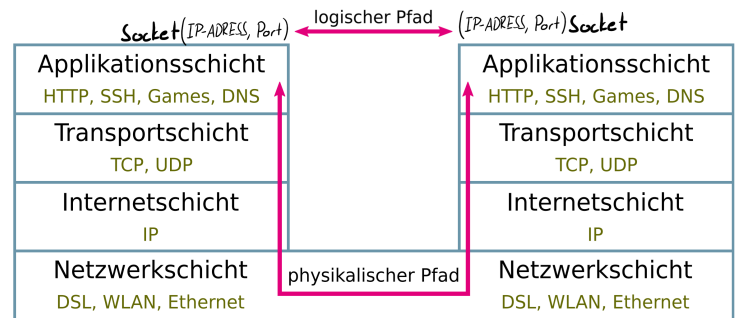 Socket(IP-ADRESS, Port)
logischer Pfad
(IP-ADRESS, Port) Socket
Applikationsschicht
HTTP, SSH, Games, DNS
Transportschicht
TCP, UDP
Internetschicht
IP
Netzwerkschicht
DSL, WLAN, Ethernet
physikalischer Pfad
Applikationsschicht
HTTP, SSH, Games, DNS
Transportschicht
TCP, UDP
Internetschicht
IP
Netzwerkschicht
DSL, WLAN, Ethernet